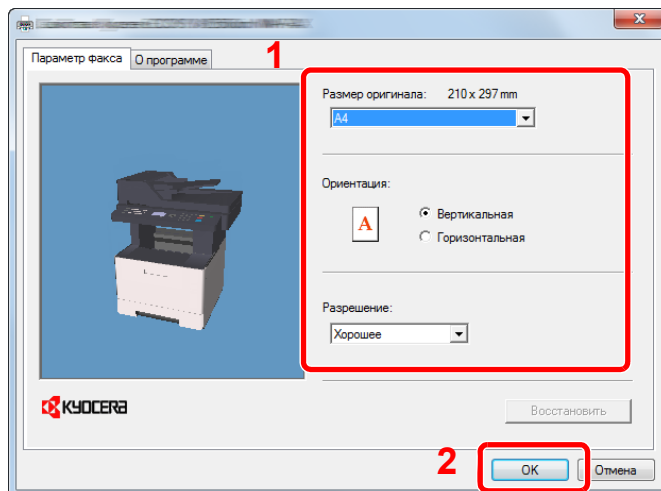 Параметр факса
О программе
1
Размер оригинала: 210 x 297 mm
A4
Ориентация:
A
Вертикальная
Горизонтальная
Разрешение:
Хорошее
KYOCERA
Восстановить
2
OK
Отмена